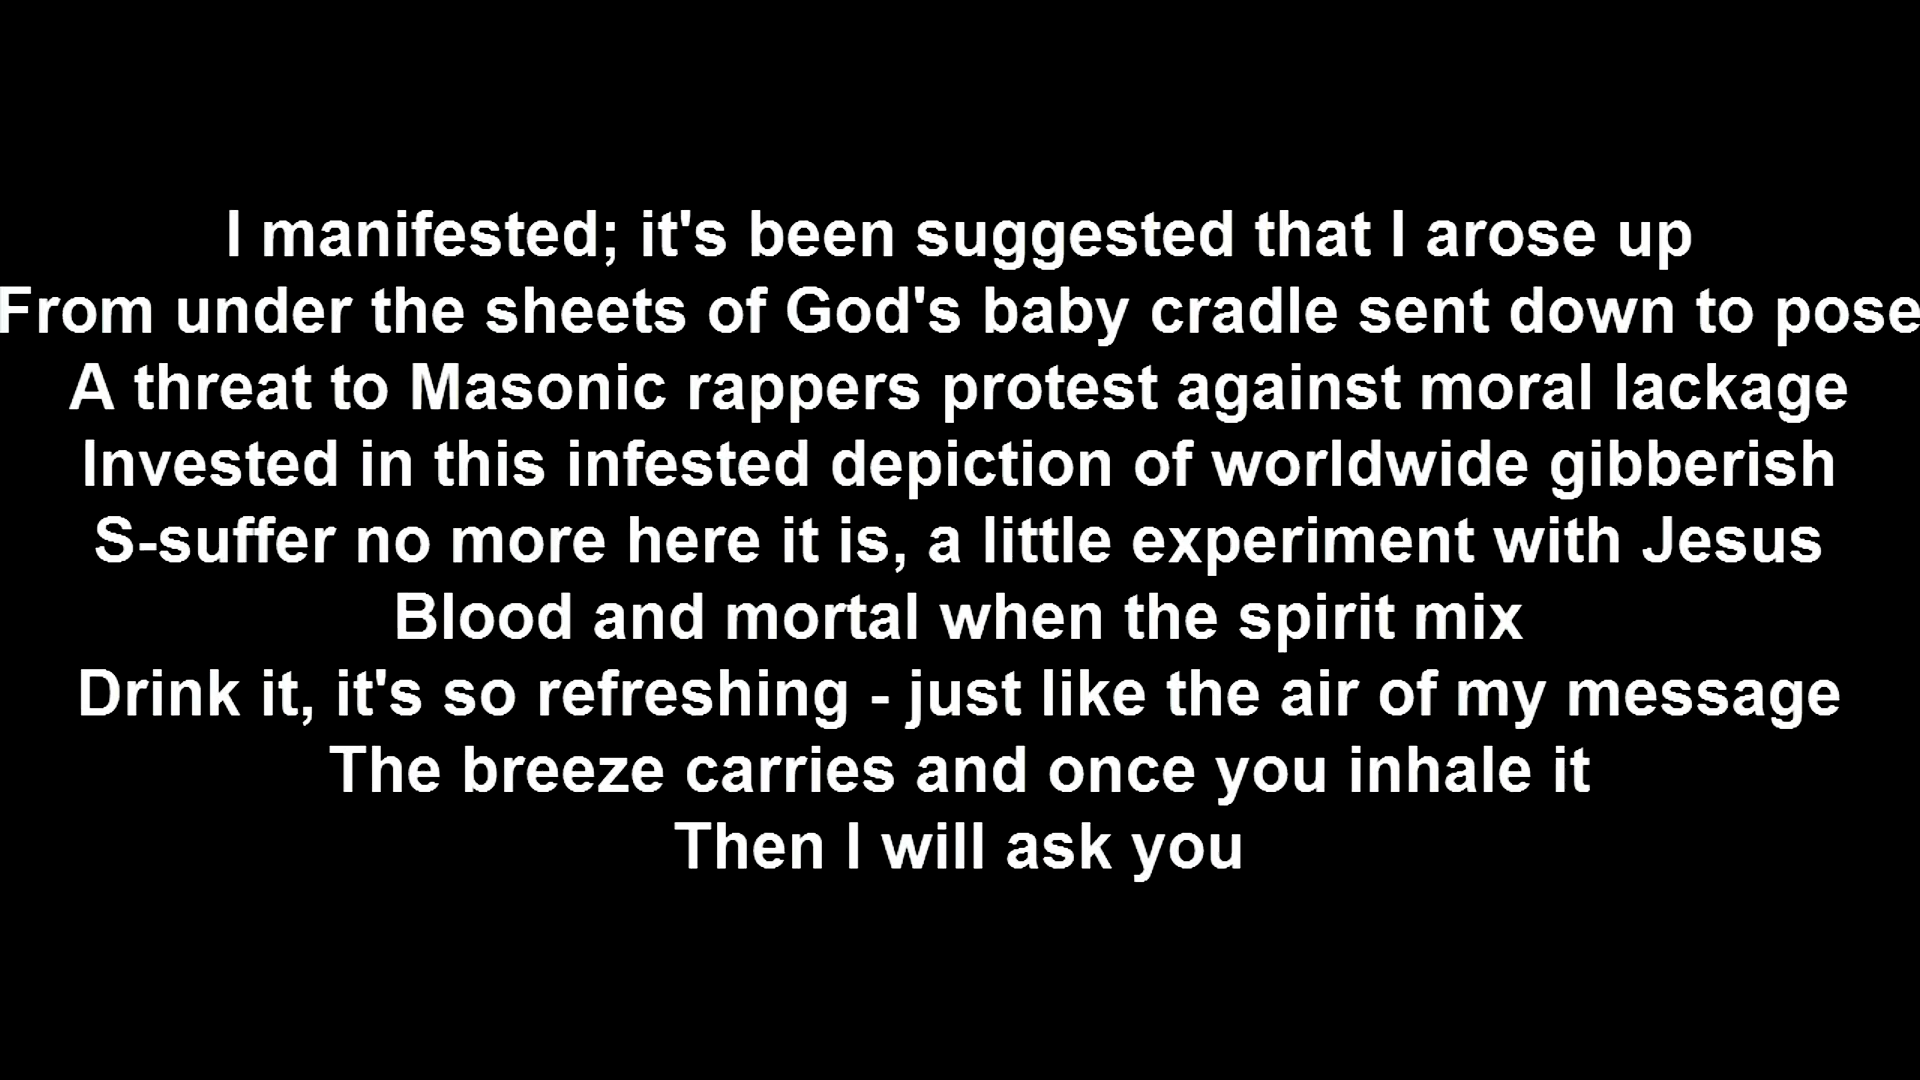 I manifested; it's been suggested that I arose up
From under the sheets of God's baby cradle sent down to pose
A threat to Masonic rappers protest against moral lackage
Invested in this infested depiction of worldwide gibberish
S-suffer no more here it is, a little experiment with Jesus
Blood and mortal when the spirit mix
Drink it, it's so refreshing - just like the air of my message
The breeze carries and once you inhale it
Then I will ask you